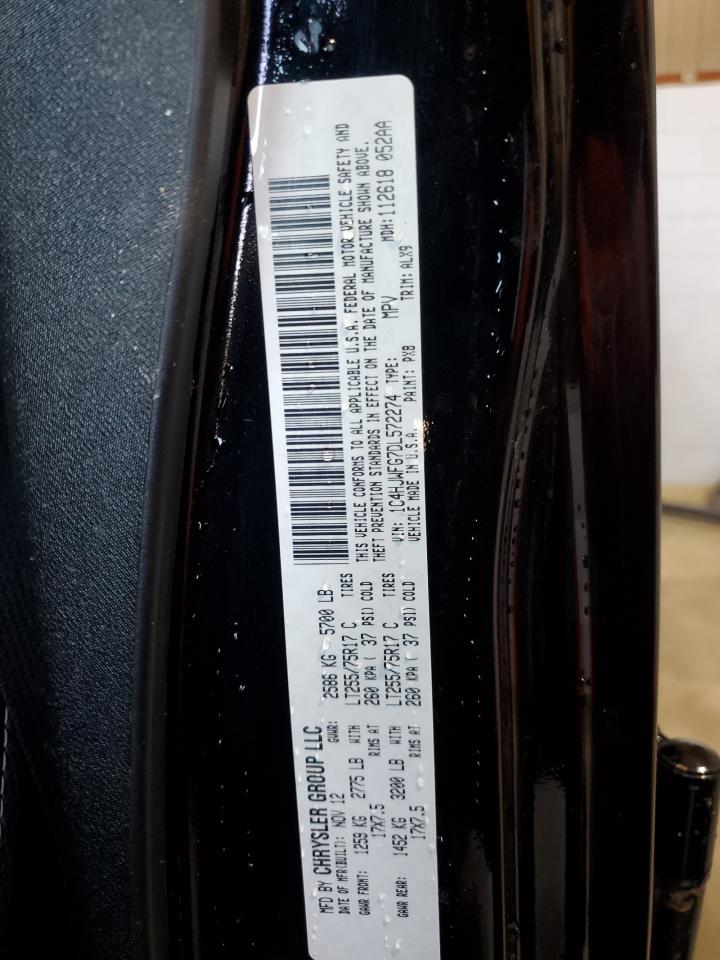 MFD BY CHRYSLER GROUP LLC
DATE OF MFR(BUILT): NOV 12 GVWR: 2586 KG 5700 LB
GAWR FRONT: 1259 KG 2775 LB WITH LT255/75R17 C TIRES
17X7.5 RIMS AT 260 KPA ( 37 PSI) COLD
GAWR REAR: 1452 KG 3200 LB WITH LT255/75R17 C TIRES
17X7.5 RIMS AT 260 KPA ( 37 PSI) COLD
THIS VEHICLE CONFORMS TO ALL APPLICABLE U.S.A. FEDERAL MOTOR VEHICLE SAFETY AND
THEFT PREVENTION STANDARDS IN EFFECT ON THE DATE OF MANUFACTURE SHOWN ABOVE.
VIN: 1C4HJWFG7DL572274 TYPE: MPV MDH: 112618 052AA
VEHICLE MADE IN U.S.A. PAINT: PX8 TRIM: ALX9